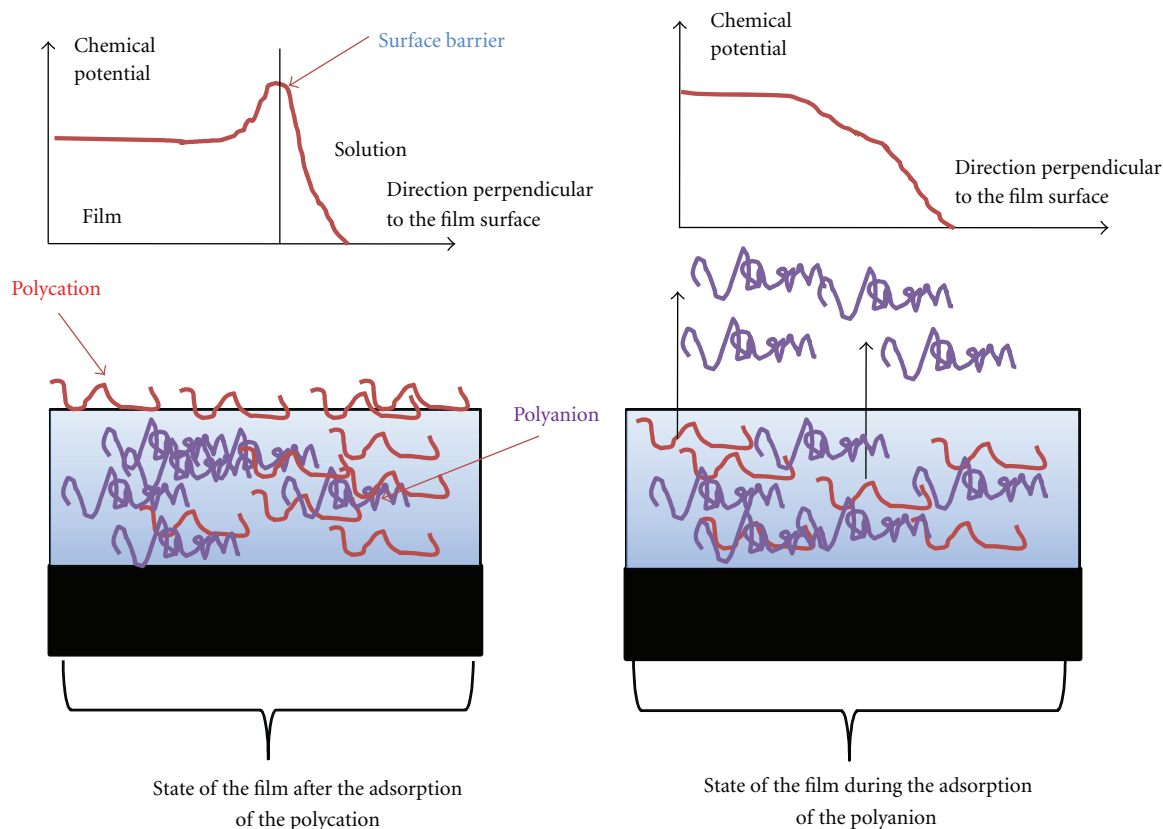 Chemical
potential
Surface barrier
Solution
Direction perpendicular
to the film surface
Film
Chemical
potential
Direction perpendicular
to the film surface
Polycation
Polyanion
State of the film after the adsorption
of the polycation
State of the film during the adsorption
of the polyanion